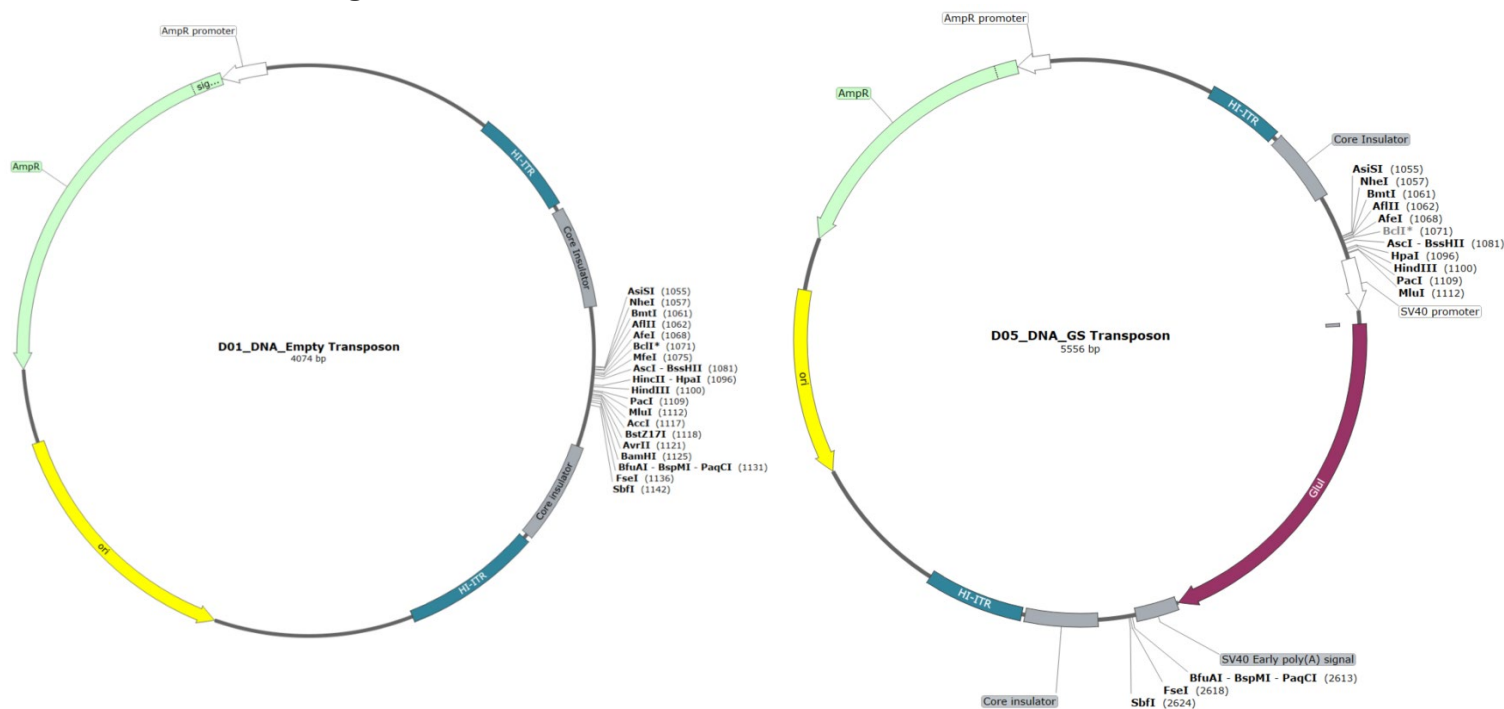 AmpR promoter
sig...
AmpR
HI-ITR
Core Insulator
D01_DNA_Empty Transposon
4074 bp
AsiSI (1055)
NheI (1057)
BmtI (1061)
AflII (1062)
AfeI (1068)
BclI* (1071)
MfeI (1075)
AscI - BssHII (1081)
HincII - HpaI (1096)
HindIII (1100)
PacI (1109)
MluI (1112)
AccI (1117)
BstZ17I (1118)
AvrII (1121)
BamHI (1125)
BfuAI - BspMI - PaqCI (1131)
FseI (1136)
SbfI (1142)
Core insulator
HI-ITR
ori
AmpR promoter
AmpR
HI-ITR
Core Insulator
AsiSI (1055)
NheI (1057)
BmtI (1061)
AflII (1062)
AfeI (1068)
BclI* (1071)
AscI - BssHII (1081)
HpaI (1096)
HindIII (1100)
PacI (1109)
MluI (1112)
SV40 promoter
D05_DNA_GS Transposon
5556 bp
ori
Glul
HI-ITR
SV40 Early poly(A) signal
BfuAI - BspMI - PaqCI (2613)
FseI (2618)
SbfI (2624)
Core insulator